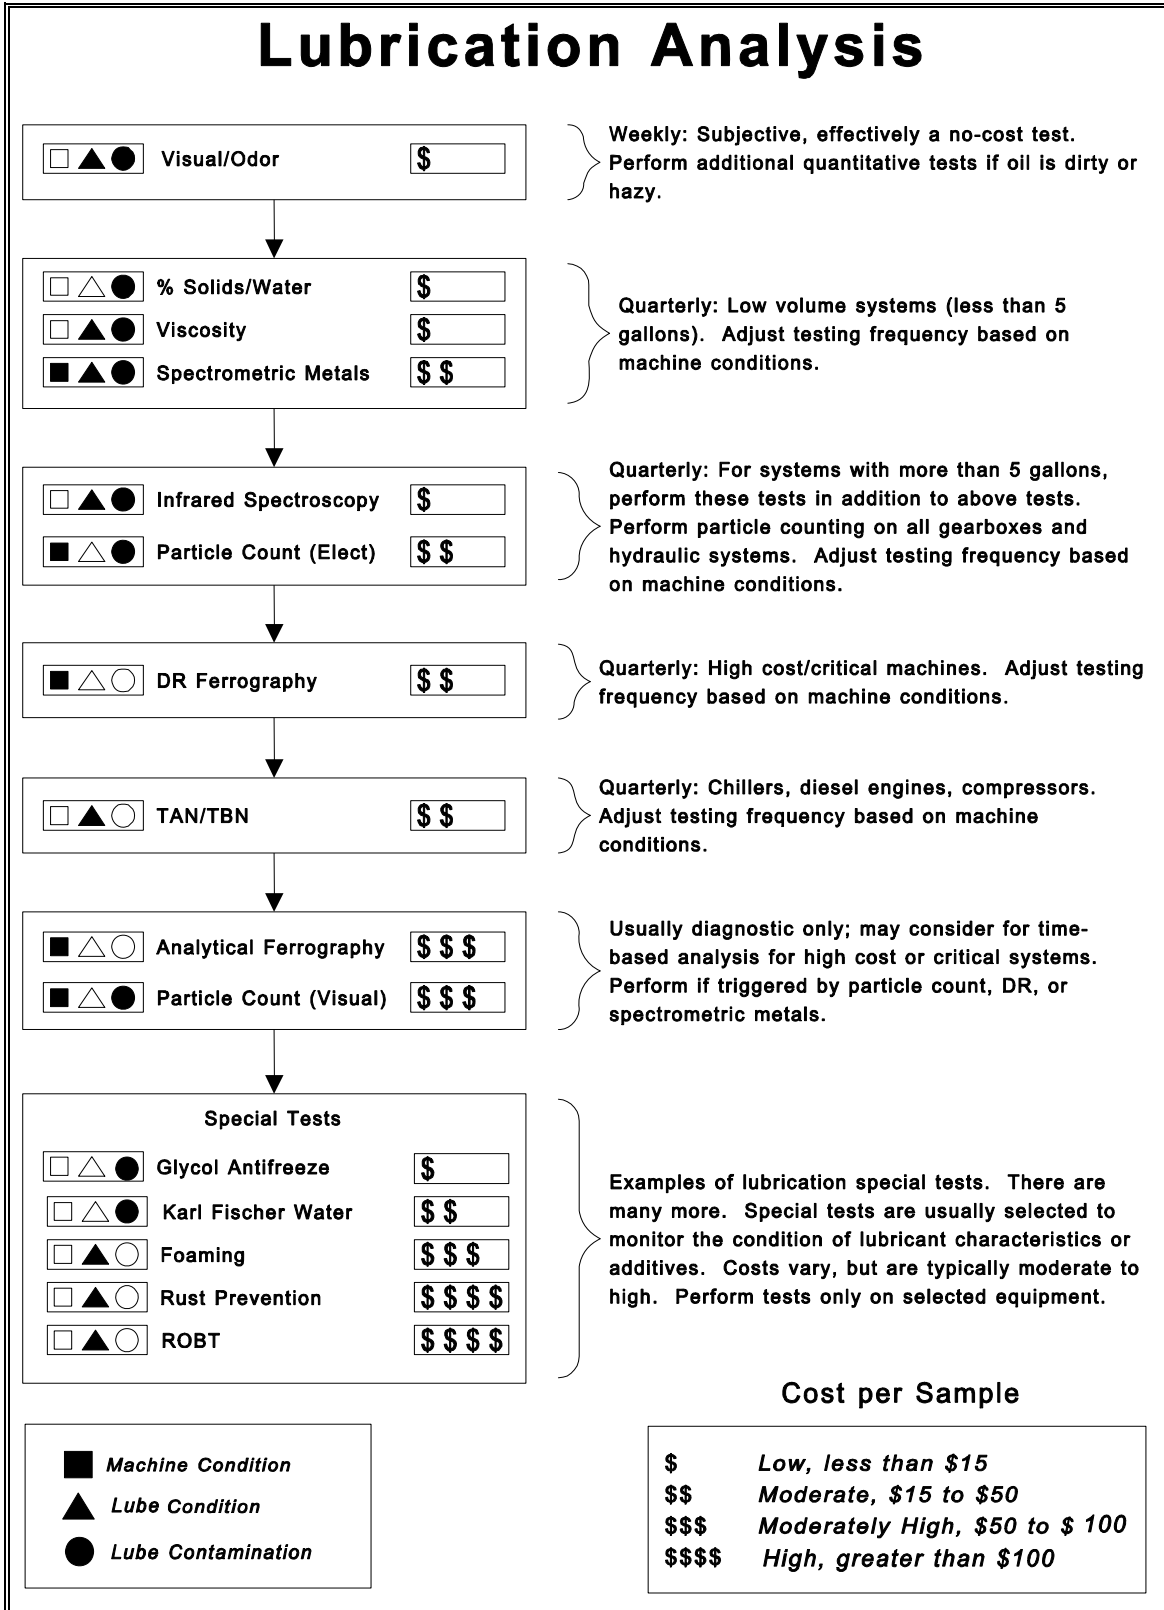 Lubrication Analysis
Visual/Odor $
Weekly: Subjective, effectively a no-cost test.
Perform additional quantitative tests if oil is dirty or
hazy.
% Solids/Water $
Viscosity $
Spectrometric Metals $ $
Quarterly: Low volume systems (less than 5
gallons). Adjust testing frequency based on
machine conditions.
Infrared Spectroscopy $
Particle Count (Elect) $ $
Quarterly: For systems with more than 5 gallons,
perform these tests in addition to above tests.
Perform particle counting on all gearboxes and
hydraulic systems. Adjust testing frequency based
on machine conditions.
DR Ferrography $ $
Quarterly: High cost/critical machines. Adjust testing
frequency based on machine conditions.
TAN/TBN $ $
Quarterly: Chillers, diesel engines, compressors.
Adjust testing frequency based on machine
conditions.
Analytical Ferrography $ $ $
Particle Count (Visual) $ $ $
Usually diagnostic only; may consider for time-
based analysis for high cost or critical systems.
Perform if triggered by particle count, DR, or
spectrometric metals.
Special Tests
Glycol Antifreeze $
Karl Fischer Water $ $
Foaming $ $ $
Rust Prevention $ $ $ $
ROBT $ $ $ $
Examples of lubrication special tests. There are
many more. Special tests are usually selected to
monitor the condition of lubricant characteristics or
additives. Costs vary, but are typically moderate to
high. Perform tests only on selected equipment.
Machine Condition
Lube Condition
Lube Contamination
Cost per Sample
$ Low, less than $15
$$ Moderate, $15 to $50
$$$ Moderately High, $50 to $ 100
$$$$ High, greater than $100